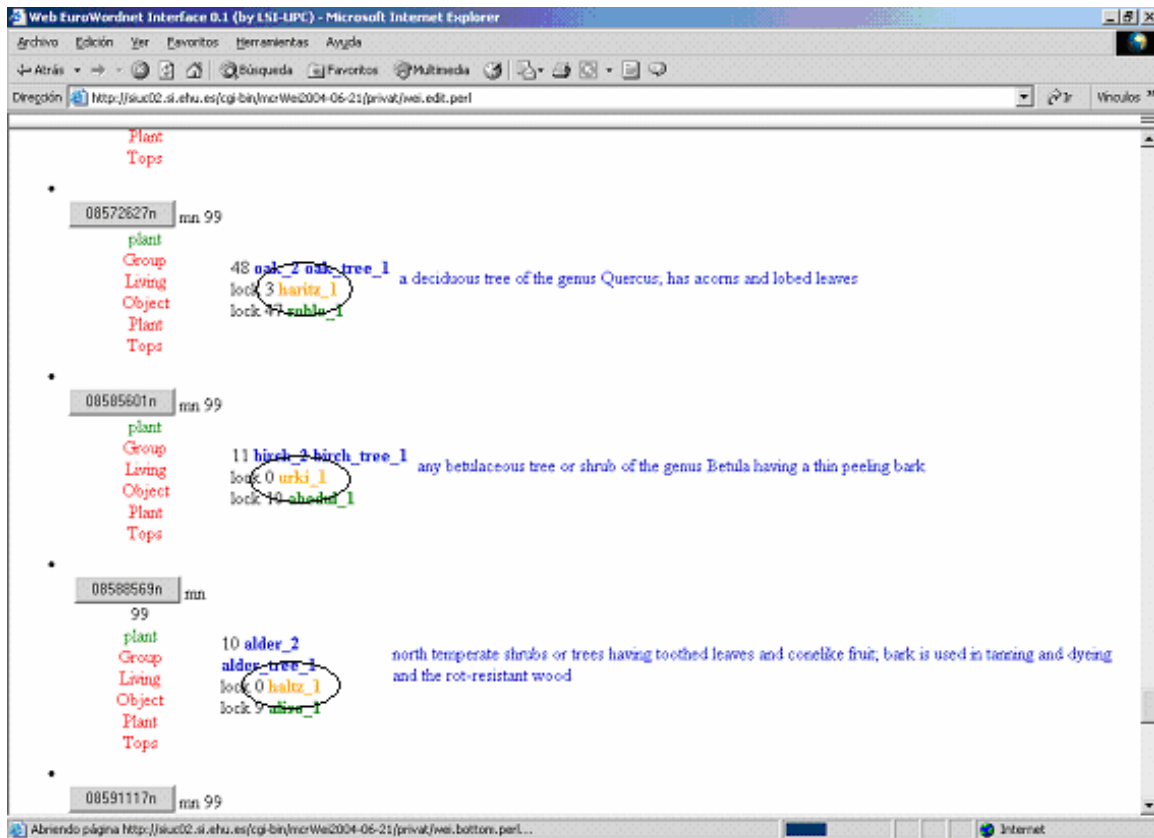 Web EuroWordnet Interface 0.1 (by LSI-UPC) - Microsoft Internet Explorer
Archivo Edición Ver Favoritos Herramientas Ayuda
Atrás Búsqueda Favoritos Multimedia
Dirección http://siuc02.si.ehu.es/cgi-bin/mcrWei2004-06-21/privat/wei.edit.perl Ir Vínculos »
Plant
Tops
08572627n mn 99
plant
Group
Living
Object
Plant
Tops
48 oak_2 oak_tree_1
lock 3 haritz_1
lock 47 roble_1
a deciduous tree of the genus Quercus; has acorns and lobed leaves
08585601n mn 99
plant
Group
Living
Object
Plant
Tops
11 birch_2 birch_tree_1
lock 0 urki_1
lock 10 abedul_1
any betulaceous tree or shrub of the genus Betula having a thin peeling bark
08588569n mn
99
plant
Group
Living
Object
Plant
Tops
10 alder_2
alder_tree_1
lock 0 haltz_1
lock 9 aliso_1
north temperate shrubs or trees having toothed leaves and conelike fruit; bark is used in tanning and dyeing
and the rot-resistant wood
08591117n mn 99
Abriendo página http://siuc02.si.ehu.es/cgi-bin/mcrWei2004-06-21/privat/wei.bottom.perl... Internet